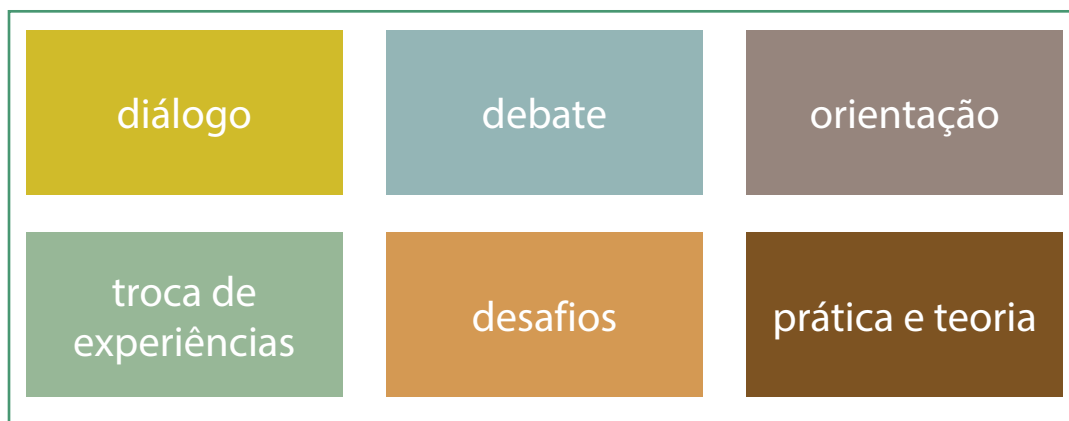 diálogo
debate
orientação
troca de
experiências
desafios
prática e teoria